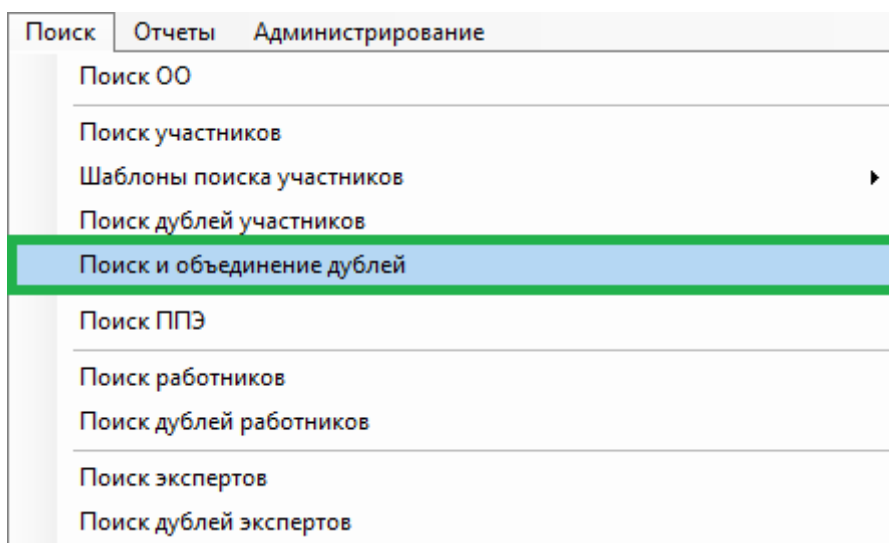 Поиск Отчеты Администрирование
Поиск ОО
Поиск участников
Шаблоны поиска участников
Поиск дублей участников
Поиск и объединение дублей
Поиск ППЭ
Поиск работников
Поиск дублей работников
Поиск экспертов
Поиск дублей экспертов